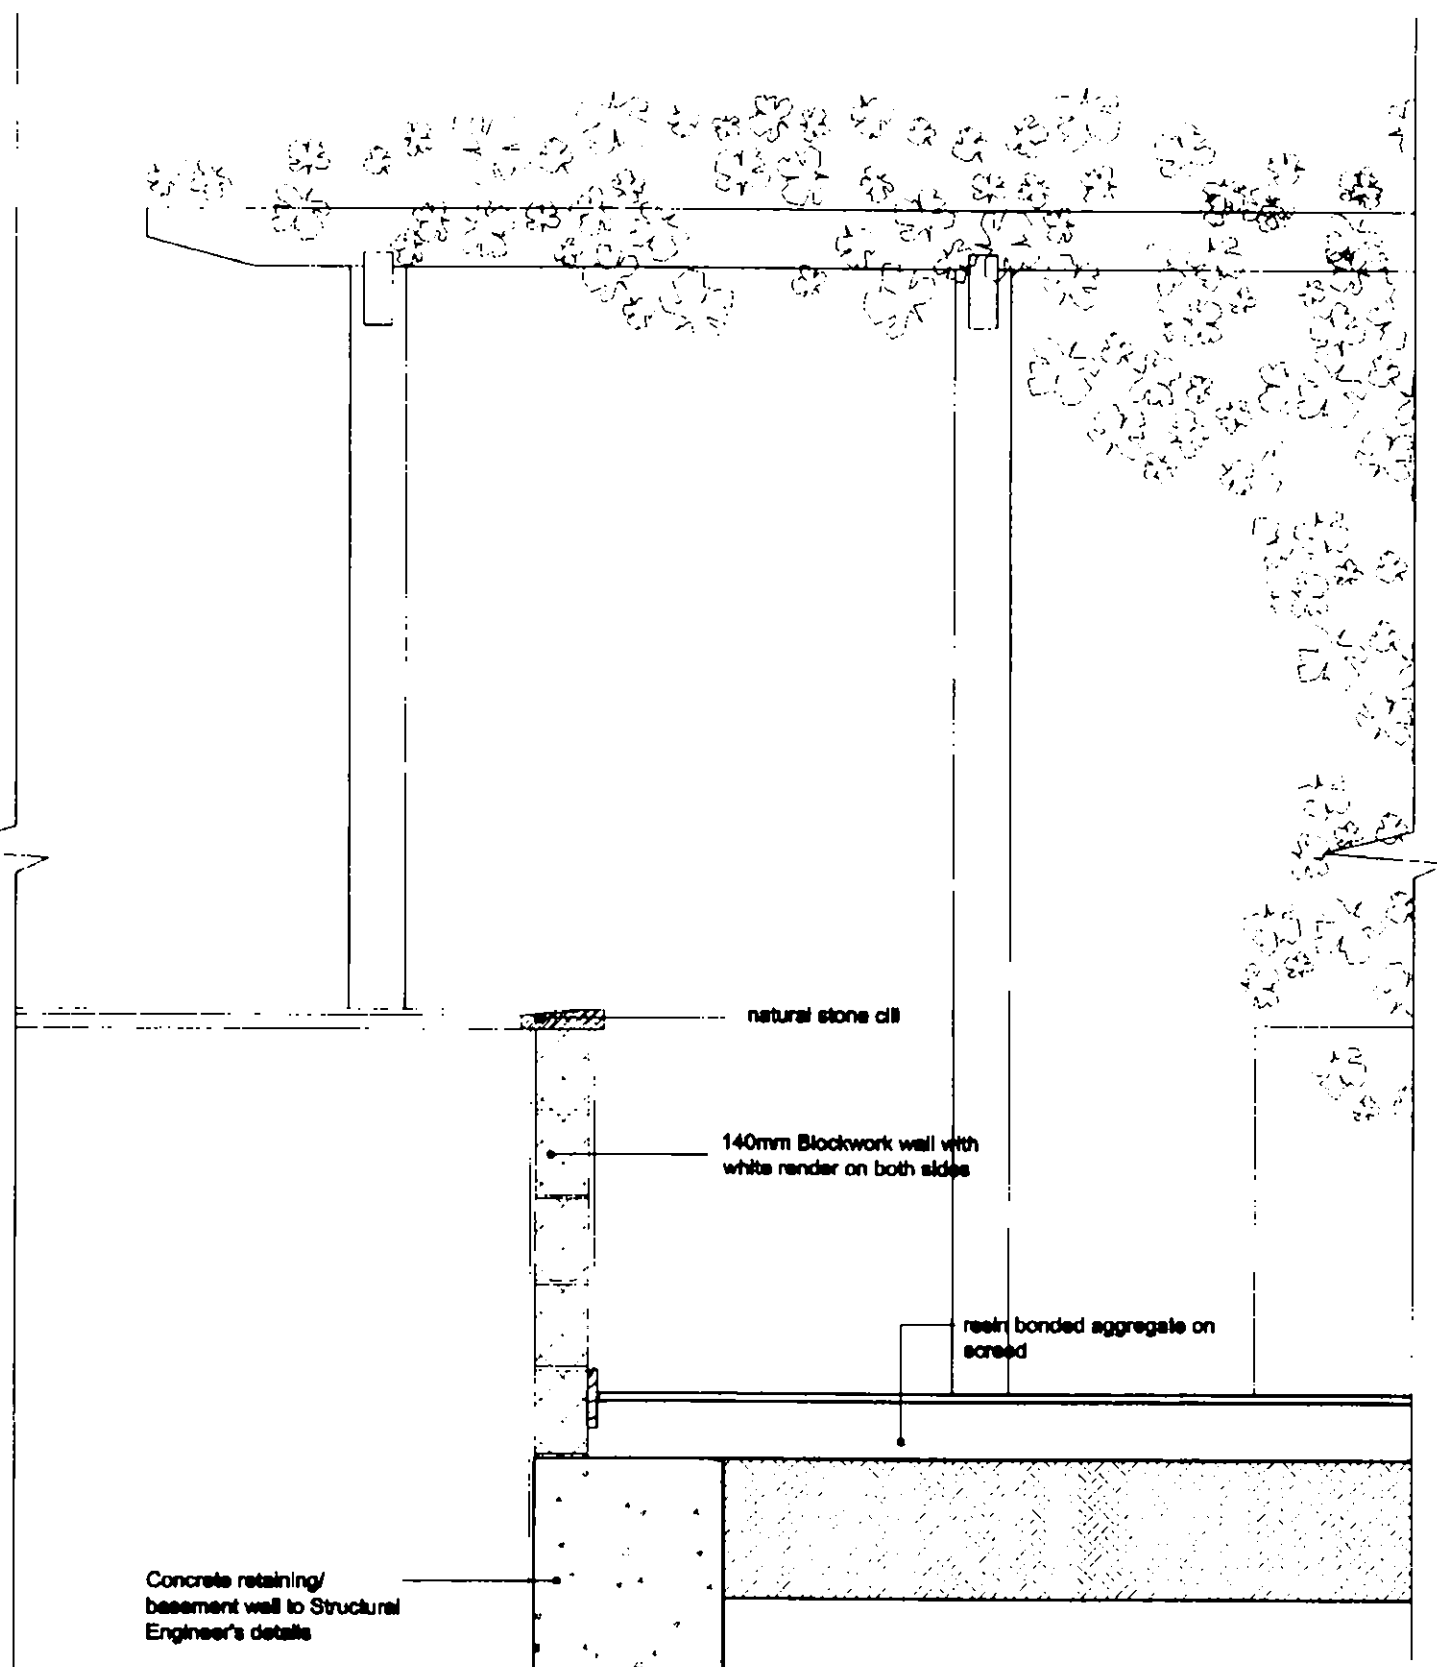 natural stone cill
140mm Blockwork wall with
white render on both sides
resin bonded aggregate on
screed
Concrete retaining/
basement wall to Structural
Engineer's details